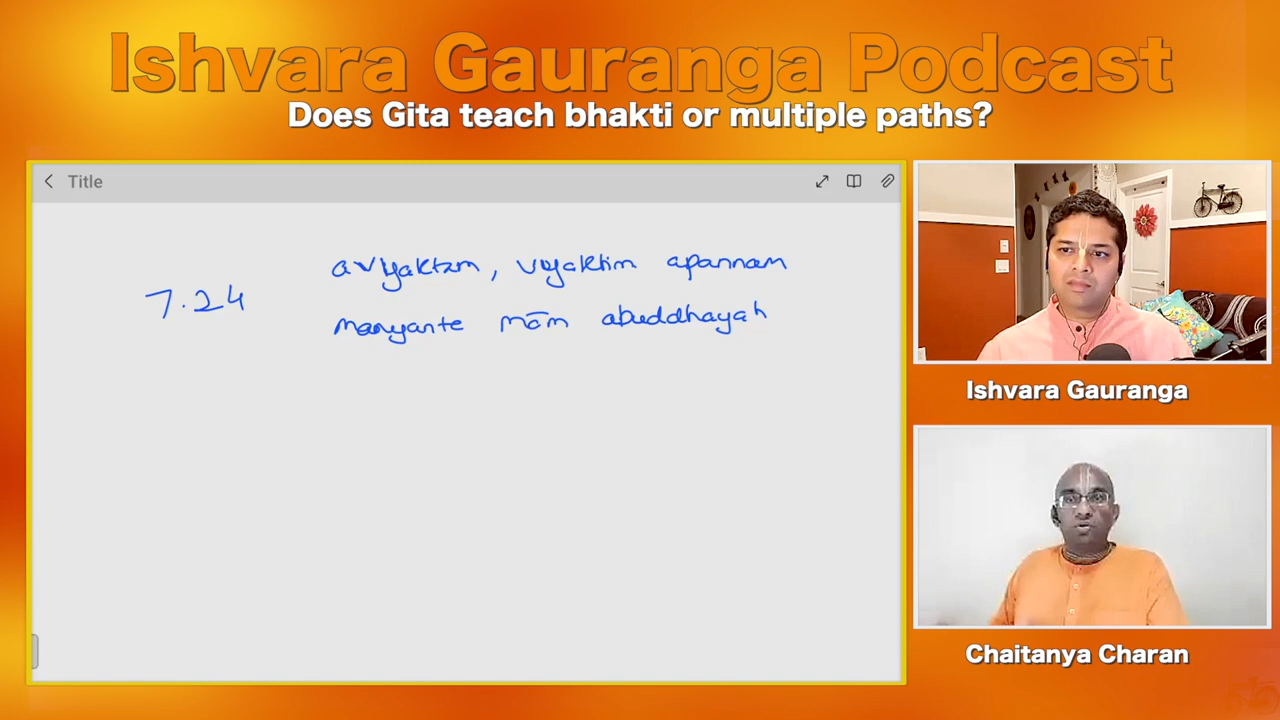 Ishvara Gauranga Podcast
Does Gita teach bhakti or multiple paths?
Title
avyaktam, vyaktim apannam
7.24
manyante mām abuddhayah
Ishvara Gauranga
Chaitanya Charan